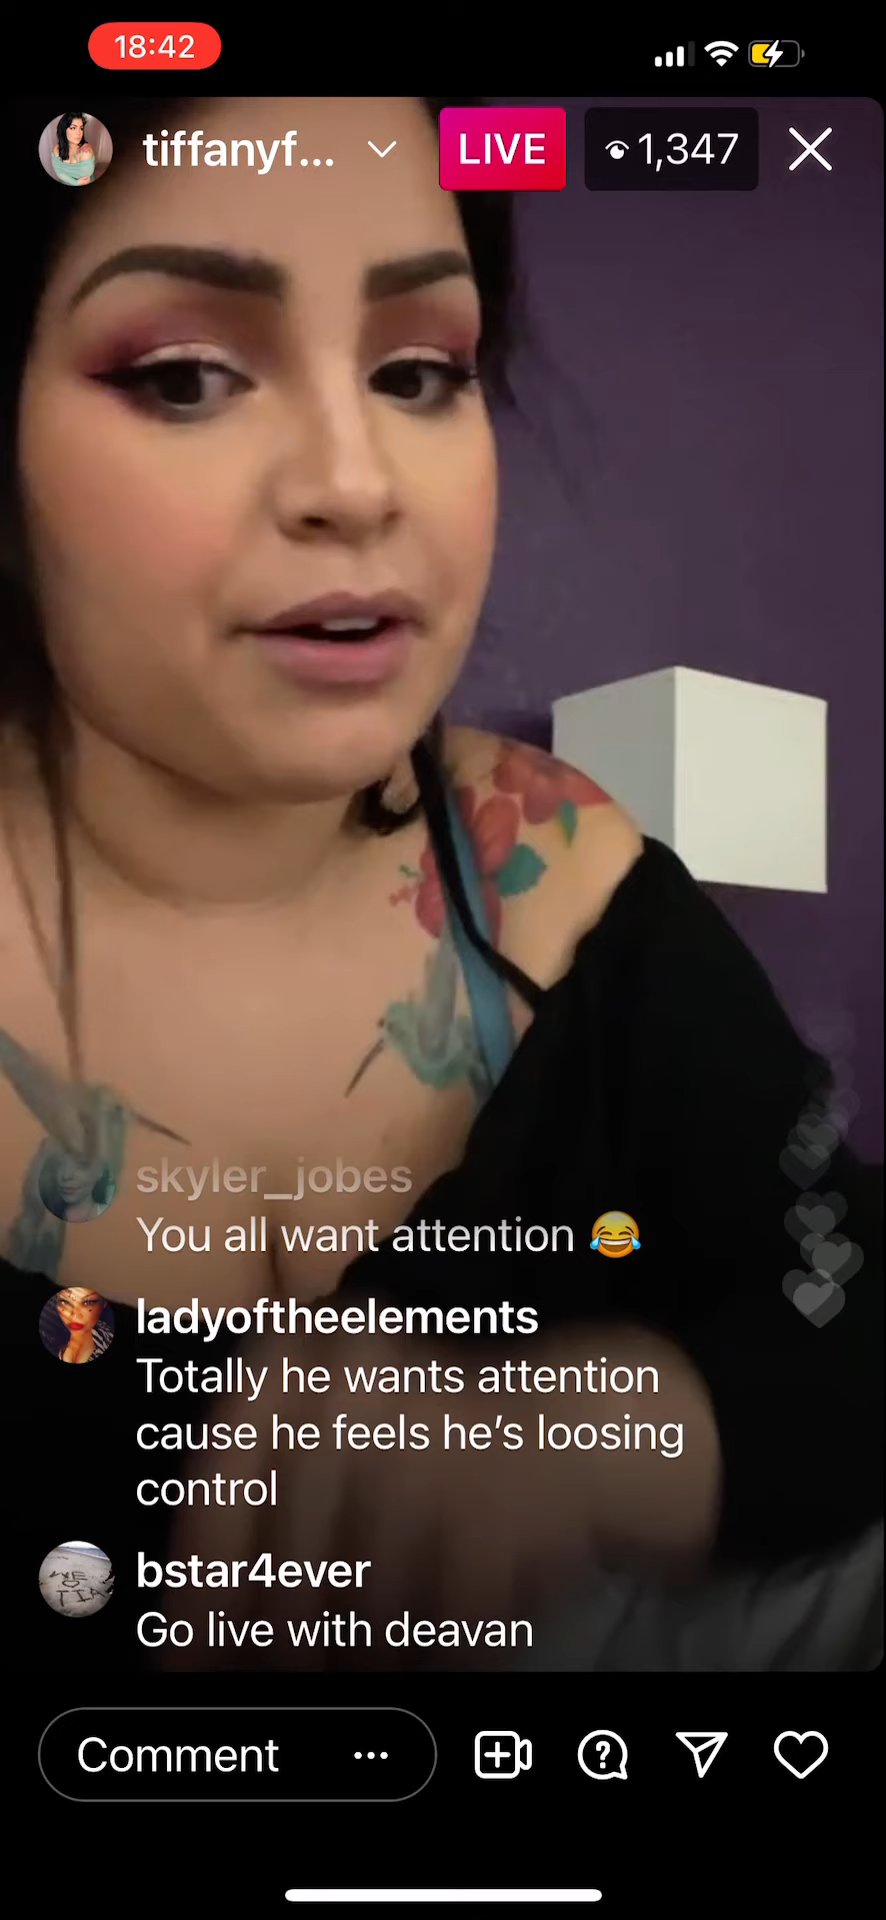 18:42
tiffanyf...
LIVE
1,347
skyler_jobes
You all want attention 😂
ladyoftheelements
Totally he wants attention
cause he feels he’s loosing
control
bstar4ever
Go live with deavan
Comment